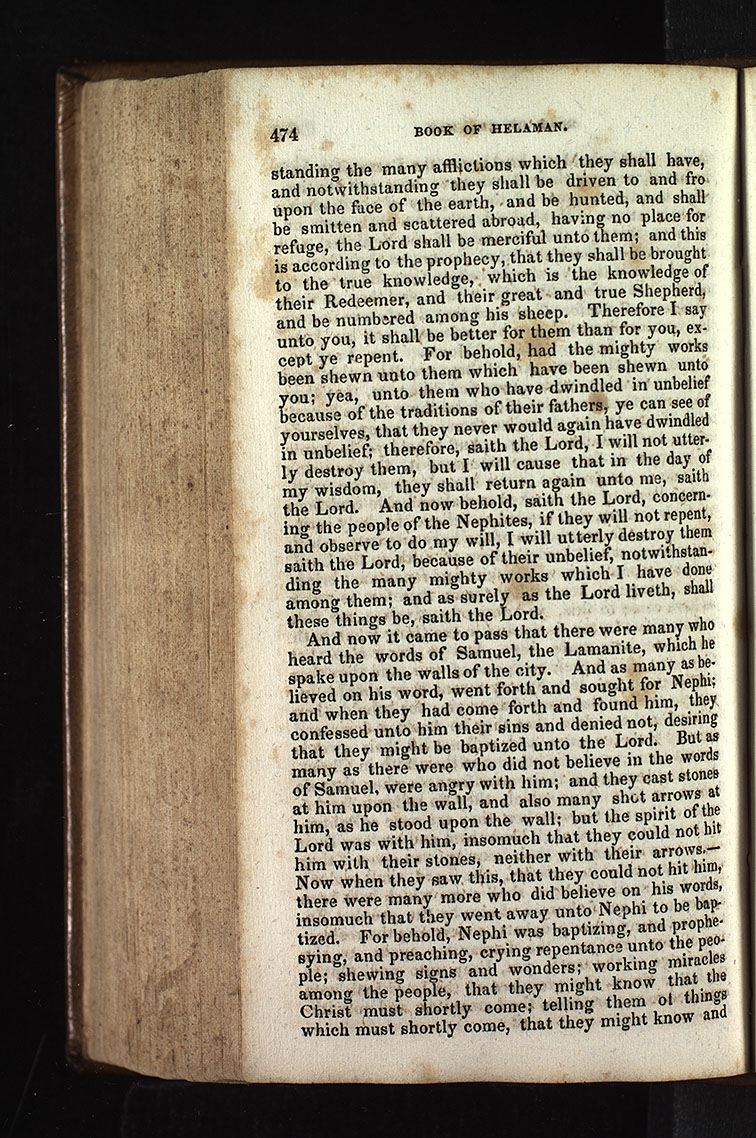 474
BOOK OF HELAMAN.
standing the many afflictions which they shall have,
and notwithstanding they shall be driven to and fro
upon the face of the earth, and be hunted, and shall
be smitten and scattered abroad, having no place for
refuge, the Lord shall be merciful unto them; and this
is according to the prophecy, that they shall be brought
to the true knowledge, which is the knowledge of
their Redeemer, and their great and true Shepherd,
and be numbered among his sheep. Therefore I say
unto you, it shall be better for them than for you, ex-
cept ye repent. For behold, had the mighty works
been shewn unto them which have been shewn unto
you; yea, unto them who have dwindled in unbelief
because of the traditions of their fathers, ye can see of
yourselves, that they never would again have dwindled
in unbelief; therefore, saith the Lord, I will not utter-
ly destroy them, but I will cause that in the day of
my wisdom, they shall return again unto me, saith
the Lord. And now behold, saith the Lord, concern-
ing the people of the Nephites, if they will not repent,
and observe to do my will, I will utterly destroy them
saith the Lord, because of their unbelief, notwithstan-
ding the many mighty works which I have done
among them; and as surely as the Lord liveth, shall
these things be, saith the Lord.
And now it came to pass that there were many who
heard the words of Samuel, the Lamanite, which he
spake upon the walls of the city. And as many as be-
lieved on his word, went forth and sought for Nephi;
and when they had come forth and found him, they
confessed unto him their sins and denied not, desiring
that they might be baptized unto the Lord. But as
many as there were who did not believe in the words
of Samuel, were angry with him; and they cast stones
at him upon the wall, and also many shot arrows at
him, as he stood upon the wall; but the spirit of the
Lord was with him, insomuch that they could not hit
him with their stones, neither with their arrows.—
Now when they saw this, that they could not hit him,
there were many more who did believe on his words,
insomuch that they went away unto Nephi to be bap-
tized. For behold, Nephi was baptizing, and prophe-
sying, and preaching, crying repentance unto the peo-
ple; shewing signs and wonders; working miracles
among the people, that they might know that the
Christ must shortly come; telling them of things
which must shortly come, that they might know and